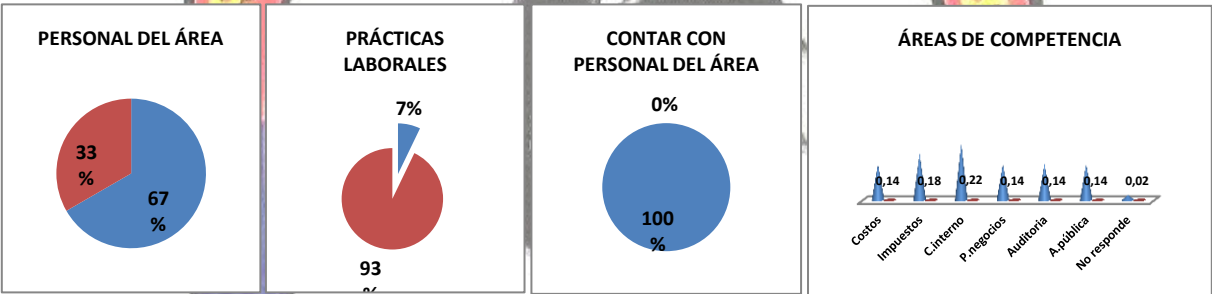 PERSONAL DEL ÁREA
33
%
67
%
PRÁCTICAS
LABORALES
7%
93
%
CONTAR CON
PERSONAL DEL ÁREA
0%
100
%
ÁREAS DE COMPETENCIA
0,14 0,18 0,22 0,14 0,14 0,14 0,02
Costos Impuestos C.interno P.negocios Auditoria A.pública No responde